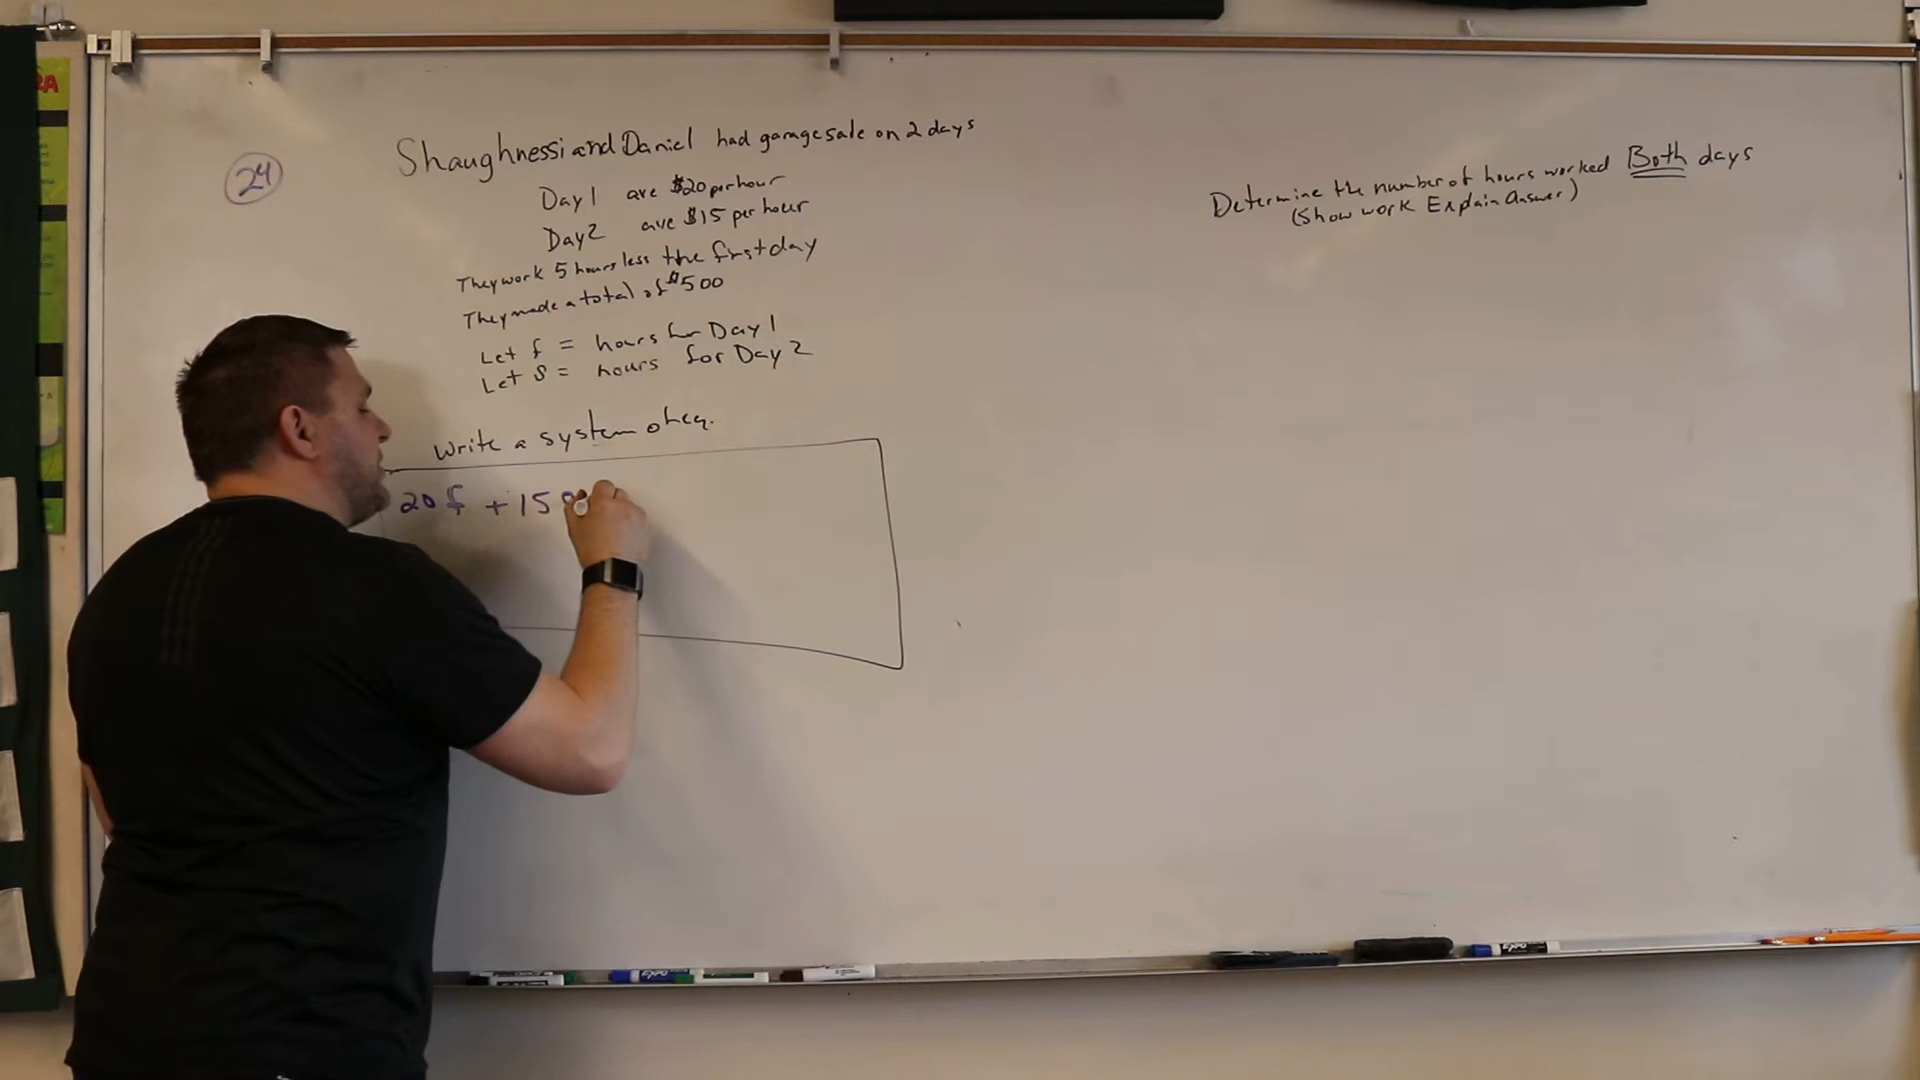 24
Shaughnessi and Daniel had garage sale on 2 days
Day 1 ave $20 per hour
Day 2 ave $15 per hour
They work 5 hours less the first day
They made a total of $500
Let f = hours for Day 1
Let S = hours for Day 2
Write a system of eq.
20f + 15
Determine the number of hours worked Both days
(Show work Explain Answer)
RA
EXPO
EXPO